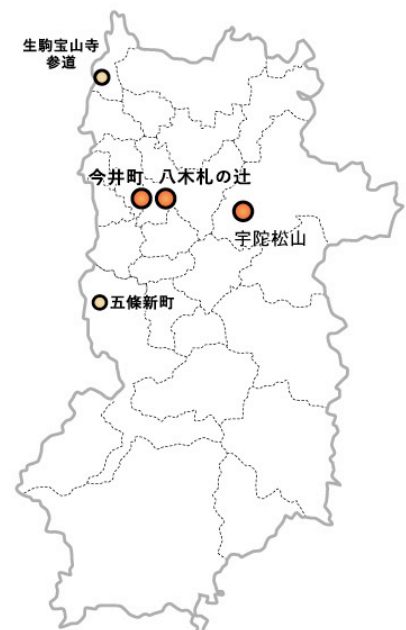 生駒宝山寺
参道
今井町 八木札の辻
宇陀松山
五條新町